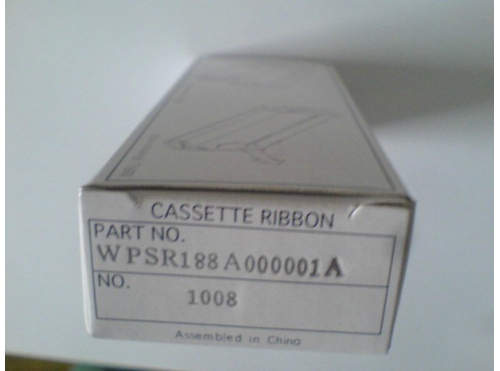 CASSETTE RIBBON
PART NO.
WPSR188A000001A
NO.
1008
Assembled in China